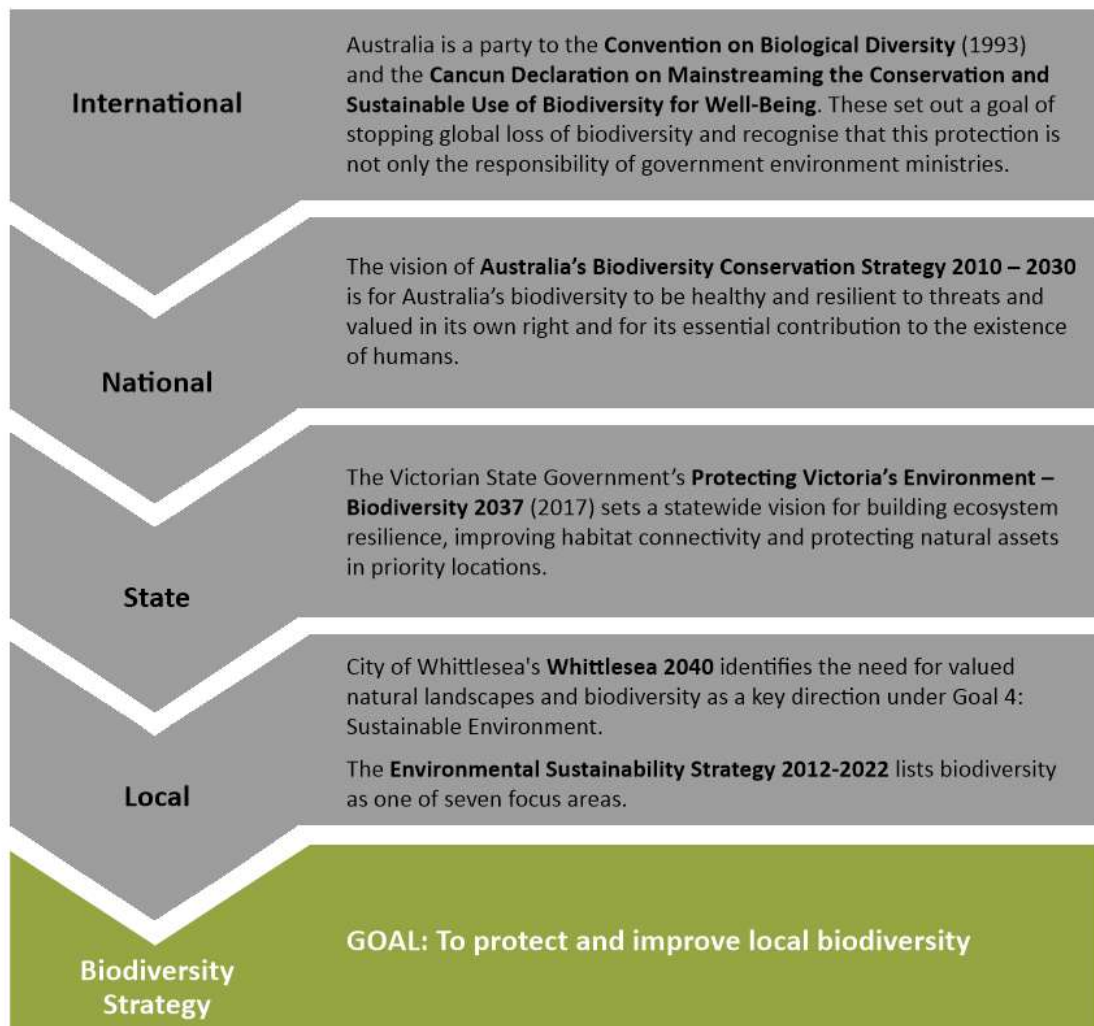 International
Australia is a party to the Convention on Biological Diversity (1993)
and the Cancun Declaration on Mainstreaming the Conservation and
Sustainable Use of Biodiversity for Well-Being. These set out a goal of
stopping global loss of biodiversity and recognise that this protection is
not only the responsibility of government environment ministries.
National
The vision of Australia’s Biodiversity Conservation Strategy 2010 – 2030
is for Australia’s biodiversity to be healthy and resilient to threats and
valued in its own right and for its essential contribution to the existence
of humans.
State
The Victorian State Government’s Protecting Victoria’s Environment –
Biodiversity 2037 (2017) sets a statewide vision for building ecosystem
resilience, improving habitat connectivity and protecting natural assets
in priority locations.
Local
City of Whittlesea's Whittlesea 2040 identifies the need for valued
natural landscapes and biodiversity as a key direction under Goal 4:
Sustainable Environment.
The Environmental Sustainability Strategy 2012-2022 lists biodiversity
as one of seven focus areas.
Biodiversity
Strategy
GOAL: To protect and improve local biodiversity